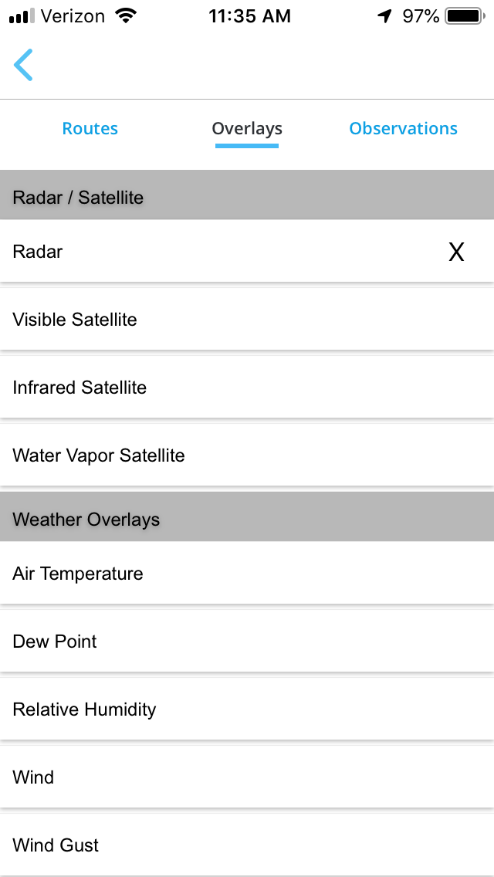 Verizon 11:35 AM 97%
Routes Overlays Observations
Radar / Satellite
Radar X
Visible Satellite
Infrared Satellite
Water Vapor Satellite
Weather Overlays
Air Temperature
Dew Point
Relative Humidity
Wind
Wind Gust